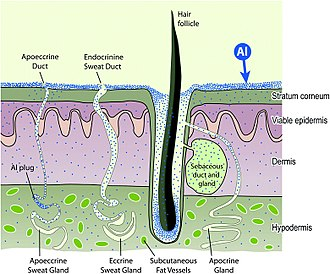 Hair
follicle
Apoeccrine
Duct
Endocrinine
Sweat Duct
Al
Stratum corneum
Viable epidermis
Dermis
Sebaceous
duct and
gland
Al plug
Hypodermis
Apoeccrine
Sweat Gland
Eccrine
Sweat Gland
Subcutaneous
Fat Vessels
Apocrine
Gland